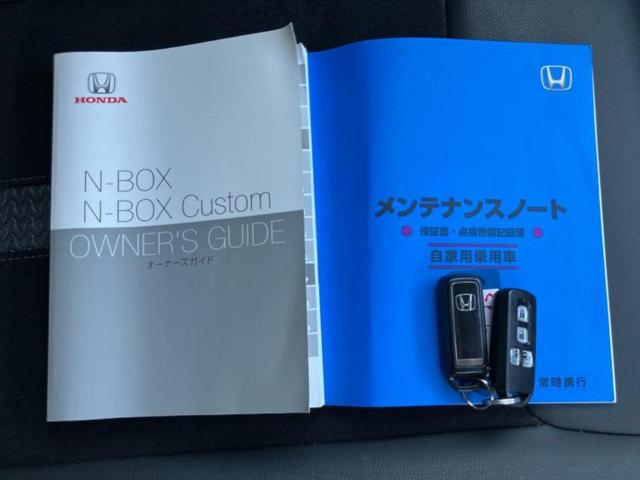 HONDA
N-BOX
N-BOX Custom
OWNER'S GUIDE
オーナーズガイド
メンテナンスノート
保証書・点検整備記録簿
自家用乗用車
常時携行